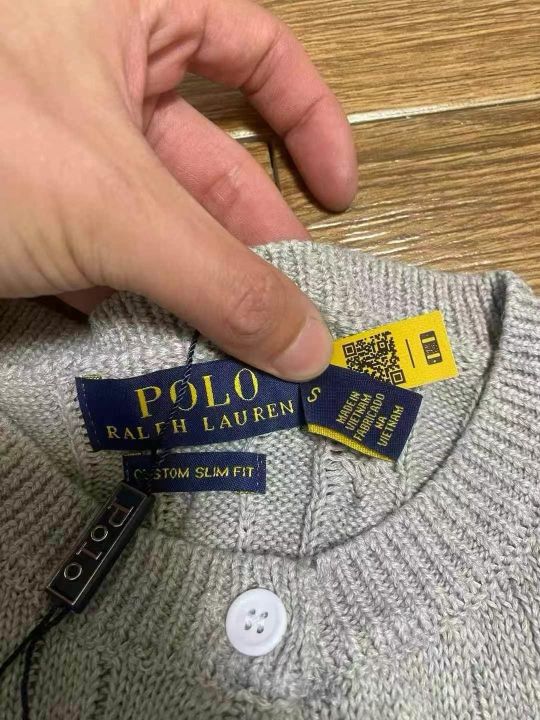 POLO
RALPH LAUREN
CUSTOM SLIM FIT
S
MADE IN
VIETNAM
FABRICADO
NA
VIETNAM
POLO